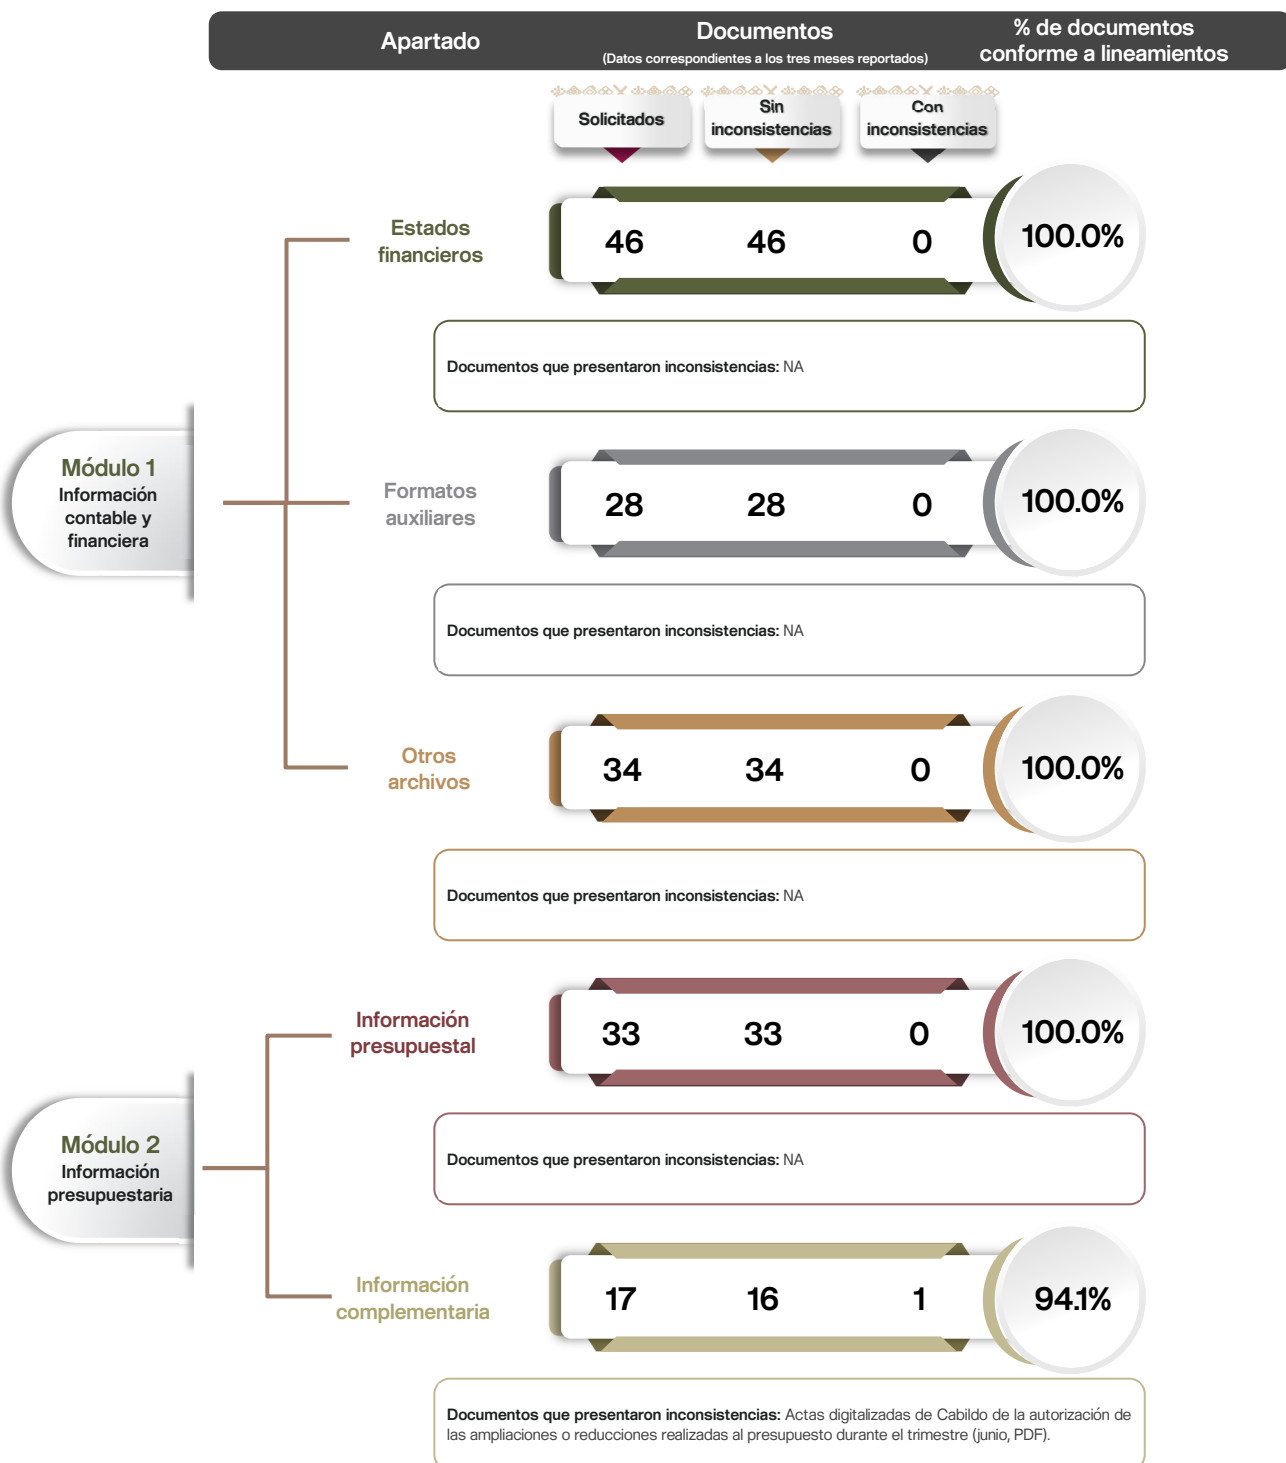 Apartado
Documentos
(Datos correspondientes a los tres meses reportados)
% de documentos
conforme a lineamientos
Solicitados
Sin
inconsistencias
Con
inconsistencias
Módulo 1
Información
contable y
financiera
Estados
financieros
46 46 0 100.0%
Documentos que presentaron inconsistencias: NA
Formatos
auxiliares
28 28 0 100.0%
Documentos que presentaron inconsistencias: NA
Otros
archivos
34 34 0 100.0%
Documentos que presentaron inconsistencias: NA
Módulo 2
Información
presupuestaria
Información
presupuestal
33 33 0 100.0%
Documentos que presentaron inconsistencias: NA
Información
complementaria
17 16 1 94.1%
Documentos que presentaron inconsistencias: Actas digitalizadas de Cabildo de la autorización de
las ampliaciones o reducciones realizadas al presupuesto durante el trimestre (junio, PDF).